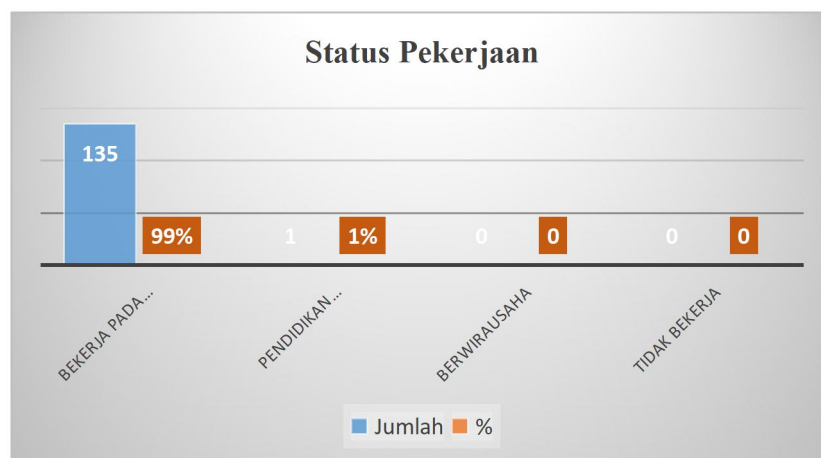 Status Pekerjaan
135
99%
1
1%
0
0
0
0
BEKERJA PADA...
PENDIDIKAN...
BERWIRAUSAHA
TIDAK BEKERJA
Jumlah %